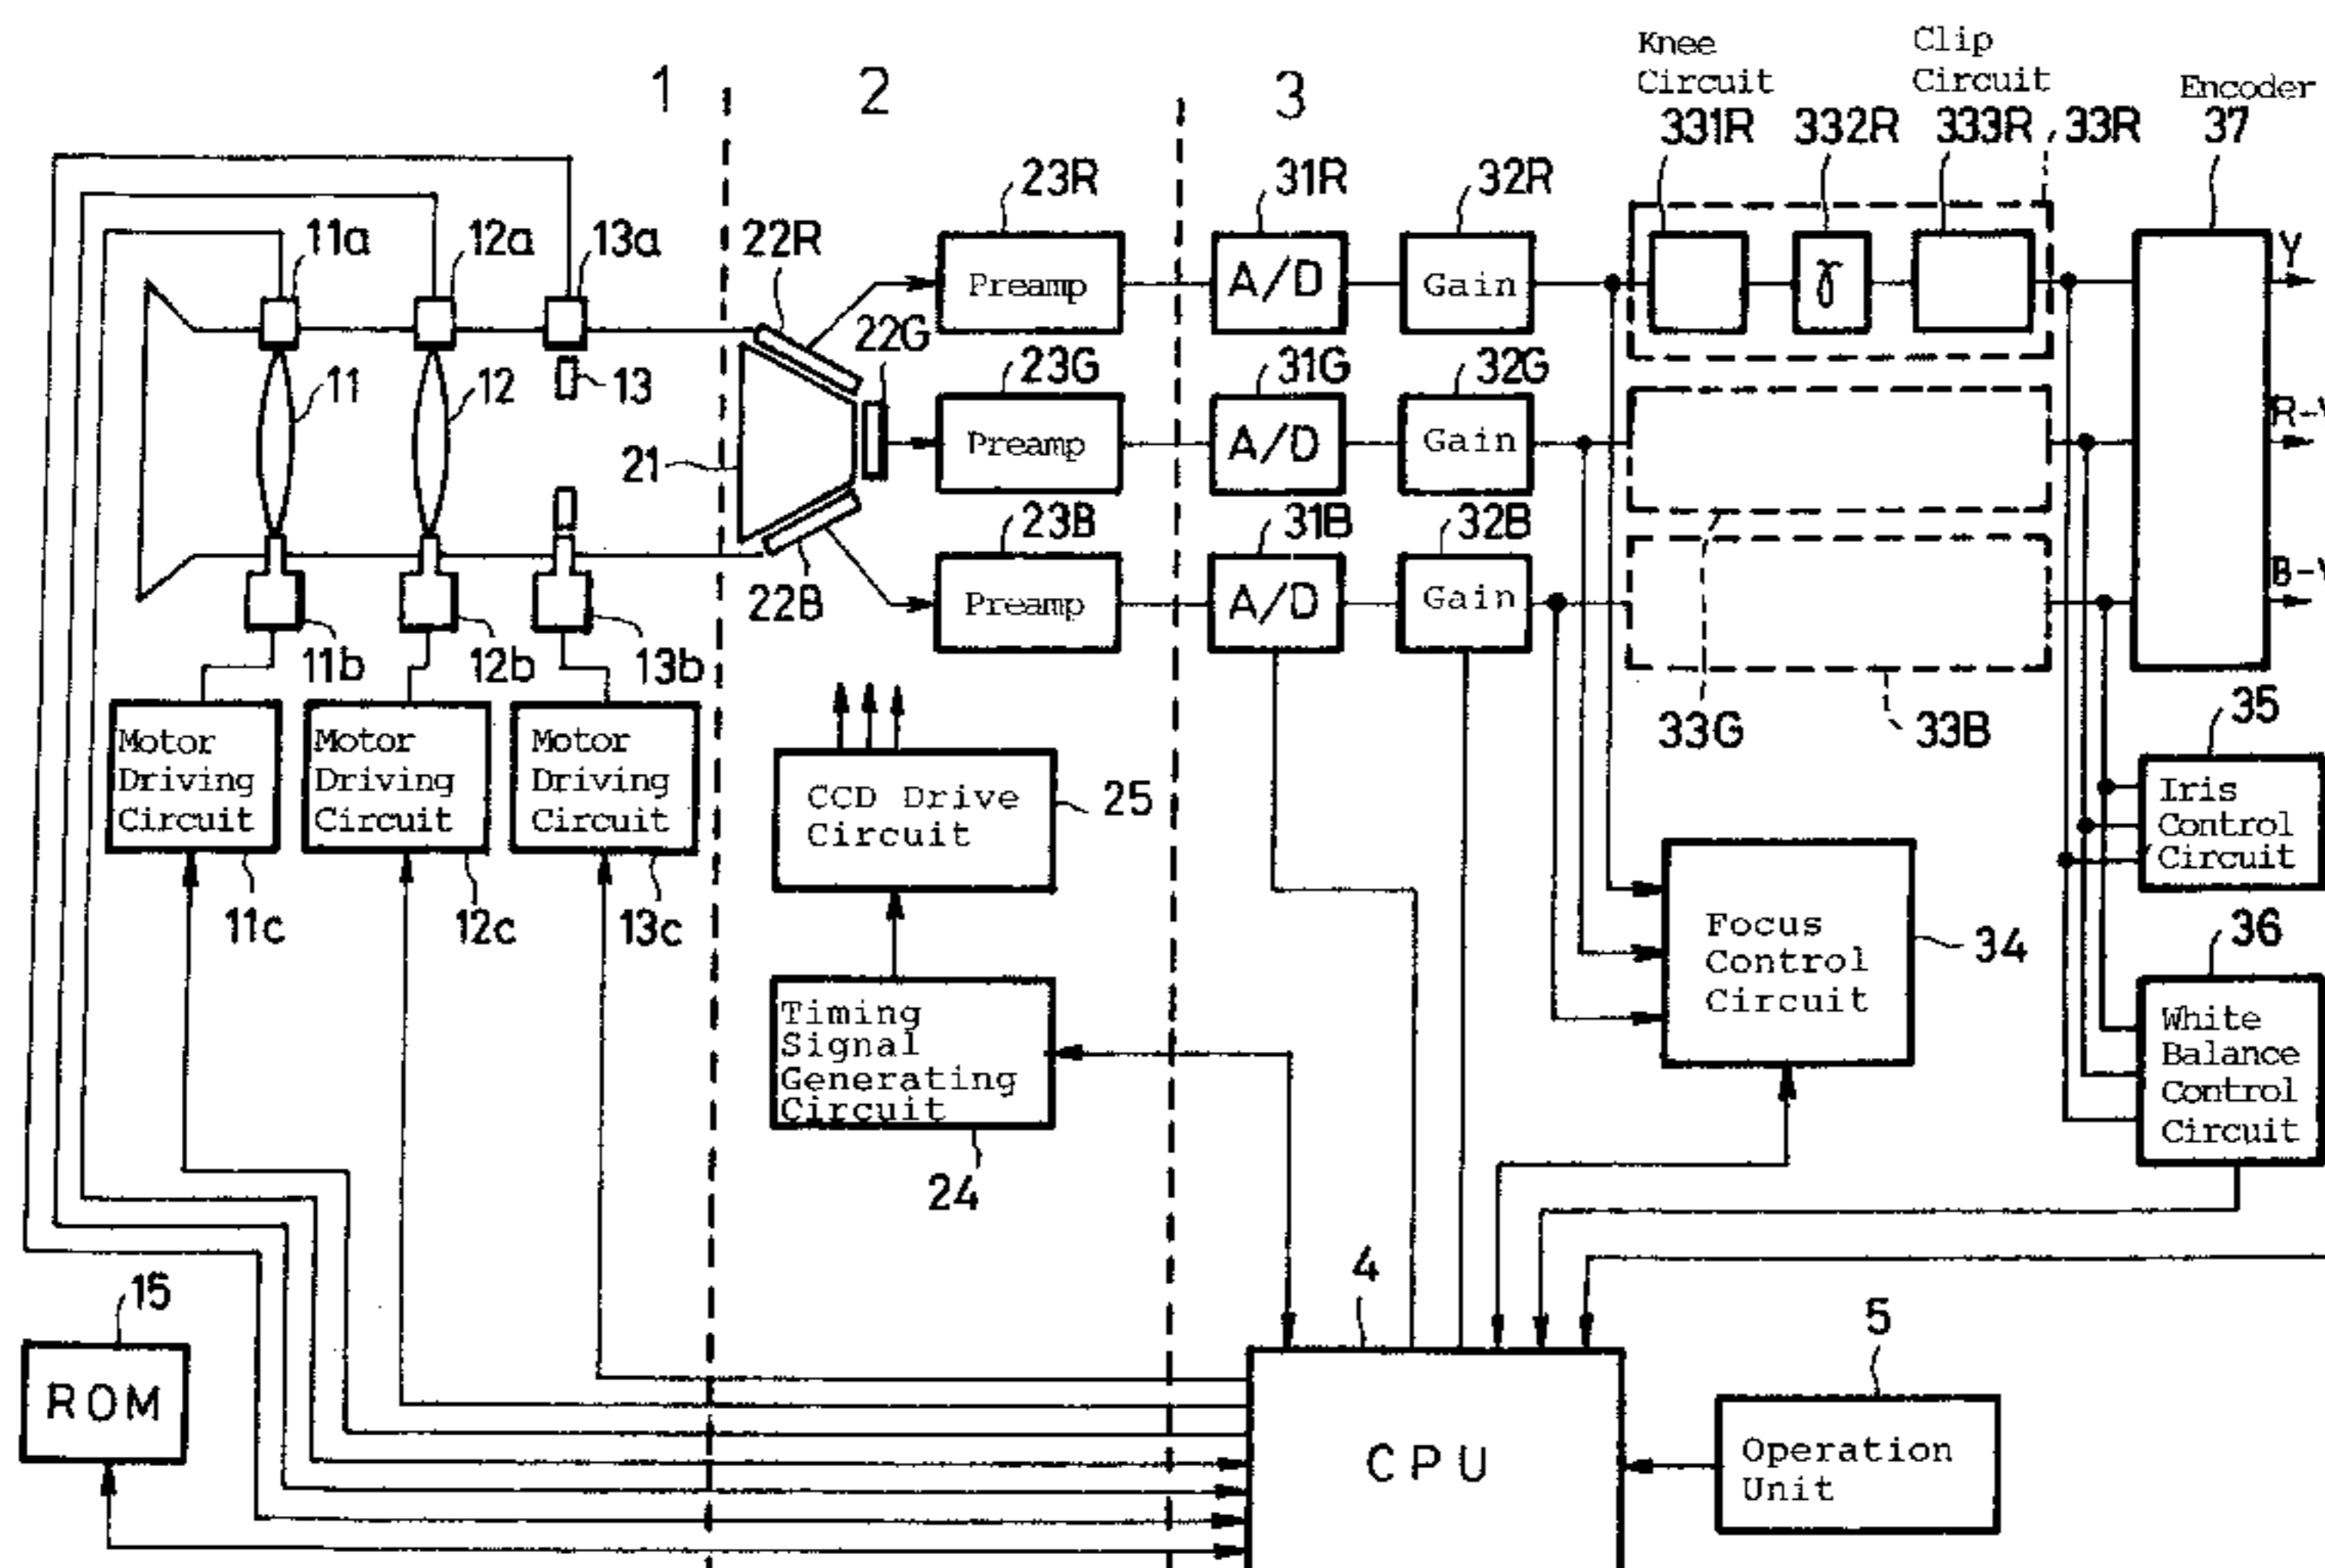 1
2
3
Knee
Circuit
331R
332R
Clip
Circuit
333R
33R
Encoder
37
11a
12a
13a
22R
23R
31R
32R
Preamp
A/D
Gain
γ
Y
11
12
13
21
22G
23G
31G
32G
Preamp
A/D
Gain
R-Y
22B
23B
31B
32B
Preamp
A/D
Gain
B-Y
11b
12b
13b
33G
33B
Motor
Driving
Circuit
11c
Motor
Driving
Circuit
12c
Motor
Driving
Circuit
13c
CCD Drive
Circuit
25
35
Iris
Control
Circuit
Focus
Control
Circuit
34
36
White
Balance
Control
Circuit
Timing
Signal
Generating
Circuit
24
15
ROM
4
CPU
5
Operation
Unit